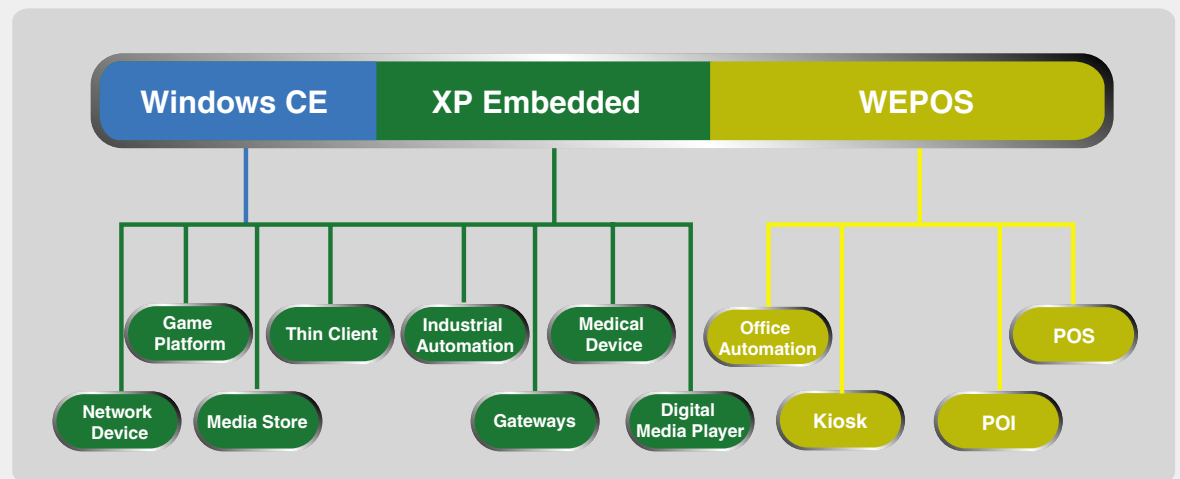 Windows CE
XP Embedded
WEPOS
Game
Platform
Thin Client
Industrial
Automation
Medical
Device
Office
Automation
POS
Network
Device
Media Store
Gateways
Digital
Media Player
Kiosk
POI